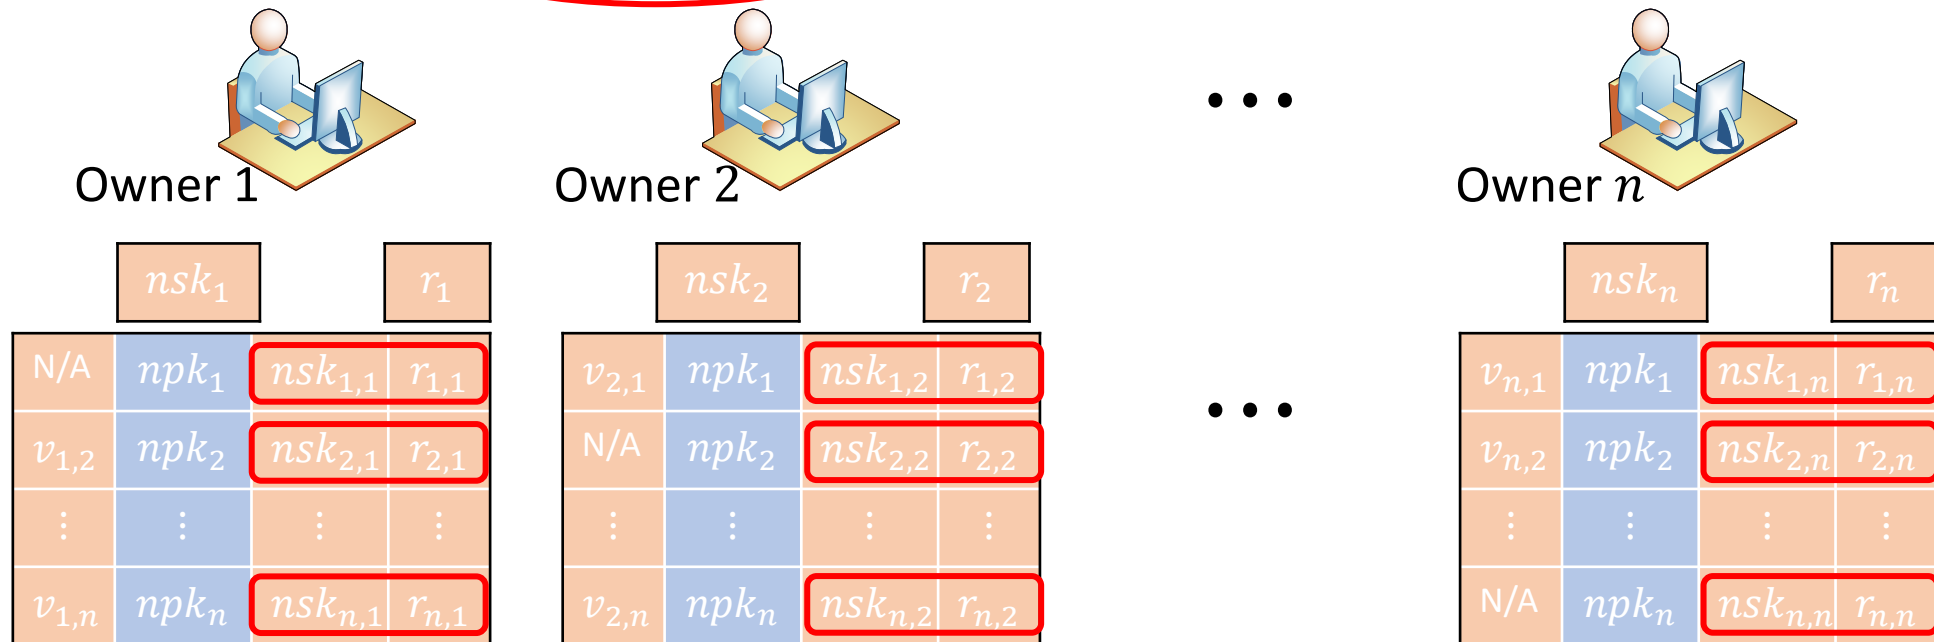 Owner 1 Owner 2 Owner n
nsk₁ r₁ nsk₂ r₂ nskₙ rₙ
N/A npk₁ nsk₁,₁ r₁,₁ v₂,₁ npk₁ nsk₁,₂ r₁,₂ vₙ,₁ npk₁ nsk₁,ₙ r₁,ₙ
v₁,₂ npk₂ nsk₂,₁ r₂,₁ N/A npk₂ nsk₂,₂ r₂,₂ vₙ,₂ npk₂ nsk₂,ₙ r₂,ₙ
⋮ ⋮ ⋮ ⋮ ⋮ ⋮ ⋮ ⋮ ⋮ ⋮ ⋮ ⋮
v₁,ₙ npkₙ nskₙ,₁ rₙ,₁ v₂,ₙ npkₙ nskₙ,₂ rₙ,₂ N/A npkₙ nskₙ,ₙ rₙ,ₙ